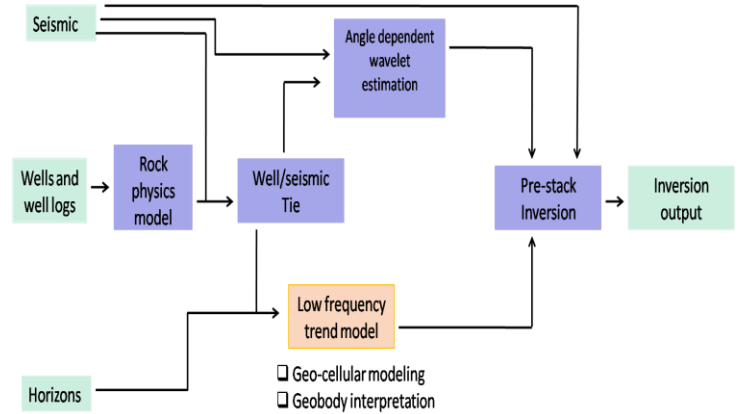 Seismic
Angle dependent
wavelet
estimation
Wells and
well logs
Rock
physics
model
Well/seismic
Tie
Pre-stack
Inversion
Inversion
output
Low frequency
trend model
Horizons
❑ Geo-cellular modeling
❑ Geobody interpretation